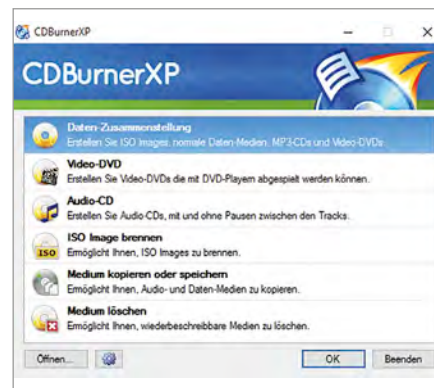 CDBurnerXP
CDBurnerXP
Daten-Zusammenstellung
Erstellen Sie ISO Images, normale Daten-Medien, MP3-CDs und Video-DVDs
Video-DVD
Erstellen Sie Video-DVDs die mit DVD-Playern abgespielt werden können.
Audio-CD
Erstellen Sie Audio-CDs, mit und ohne Pausen zwischen den Tracks.
ISO Image brennen
ISO
Ermöglicht Ihnen, ISO Images zu brennen.
Medium kopieren oder speichern
Ermöglicht Ihnen, Audio- und Daten-Medien zu kopieren.
Medium löschen
Ermöglicht Ihnen, wiederbeschreibbare Medien zu löschen.
Öffnen... OK Beenden